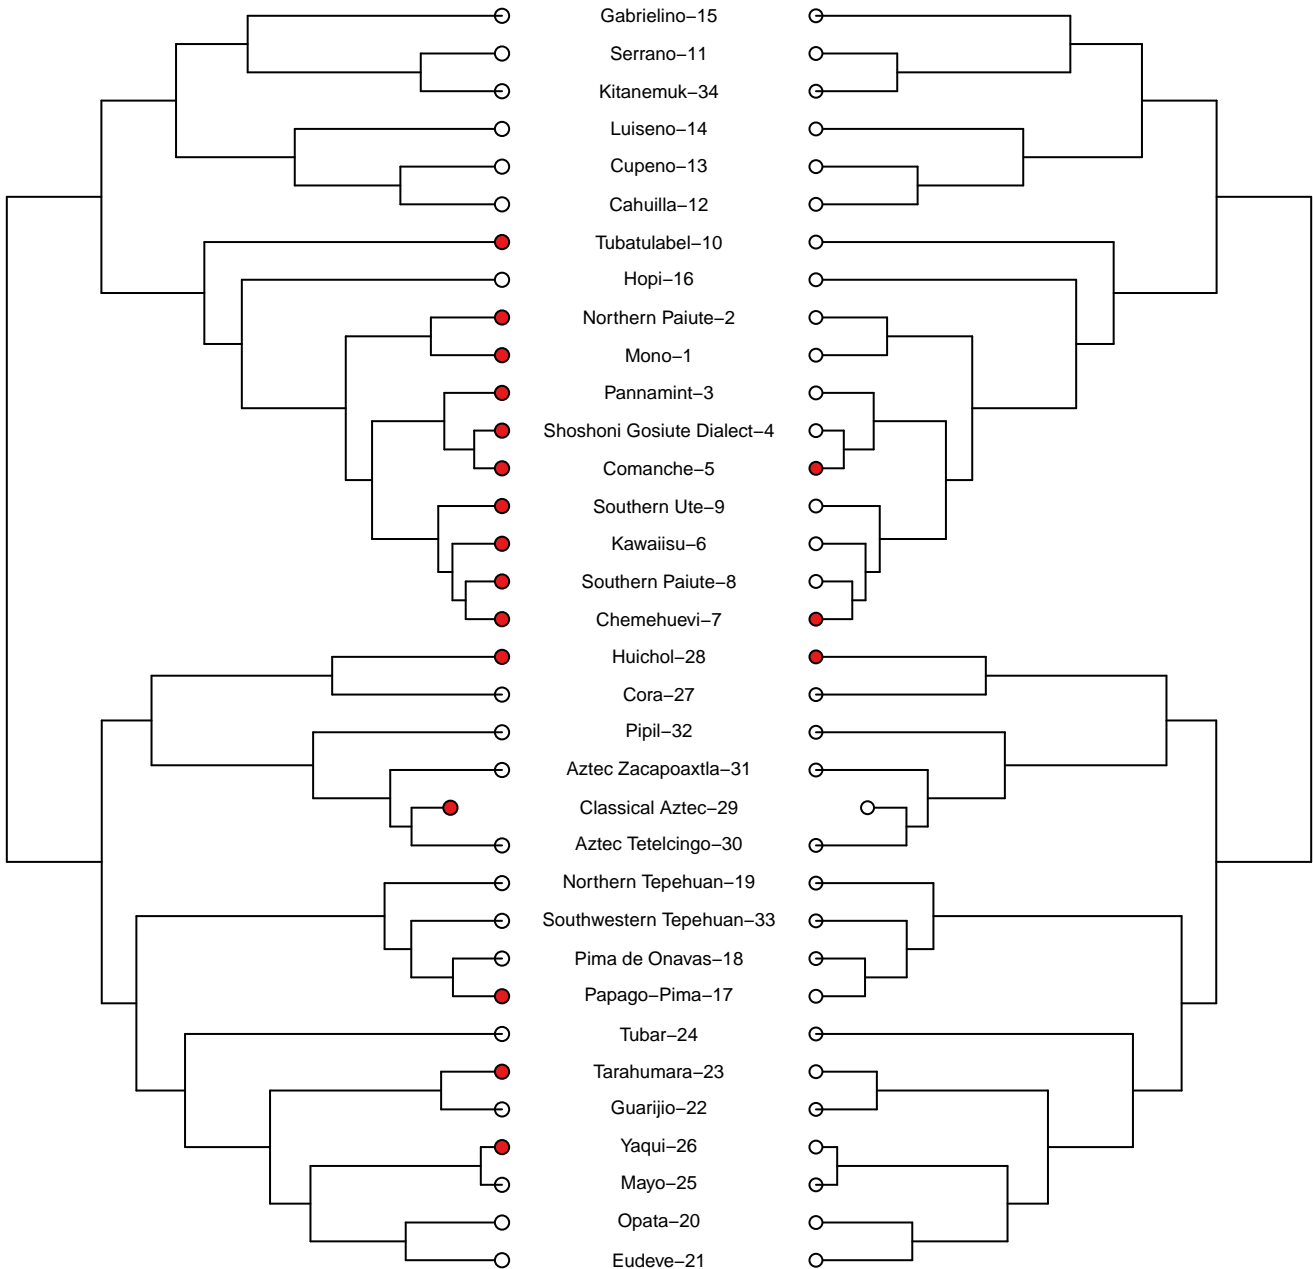 Gabrielino−15
Serrano−11
Kitanemuk−34
Luiseno−14
Cupeno−13
Cahuilla−12
Tubatulabel−10
Hopi−16
Northern Paiute−2
Mono−1
Pannamint−3
Shoshoni Gosiute Dialect−4
Comanche−5
Southern Ute−9
Kawaiisu−6
Southern Paiute−8
Chemehuevi−7
Huichol−28
Cora−27
Pipil−32
Aztec Zacapoaxtla−31
Classical Aztec−29
Aztec Tetelcingo−30
Northern Tepehuan−19
Southwestern Tepehuan−33
Pima de Onavas−18
Papago−Pima−17
Tubar−24
Tarahumara−23
Guarijio−22
Yaqui−26
Mayo−25
Opata−20
Eudeve−21